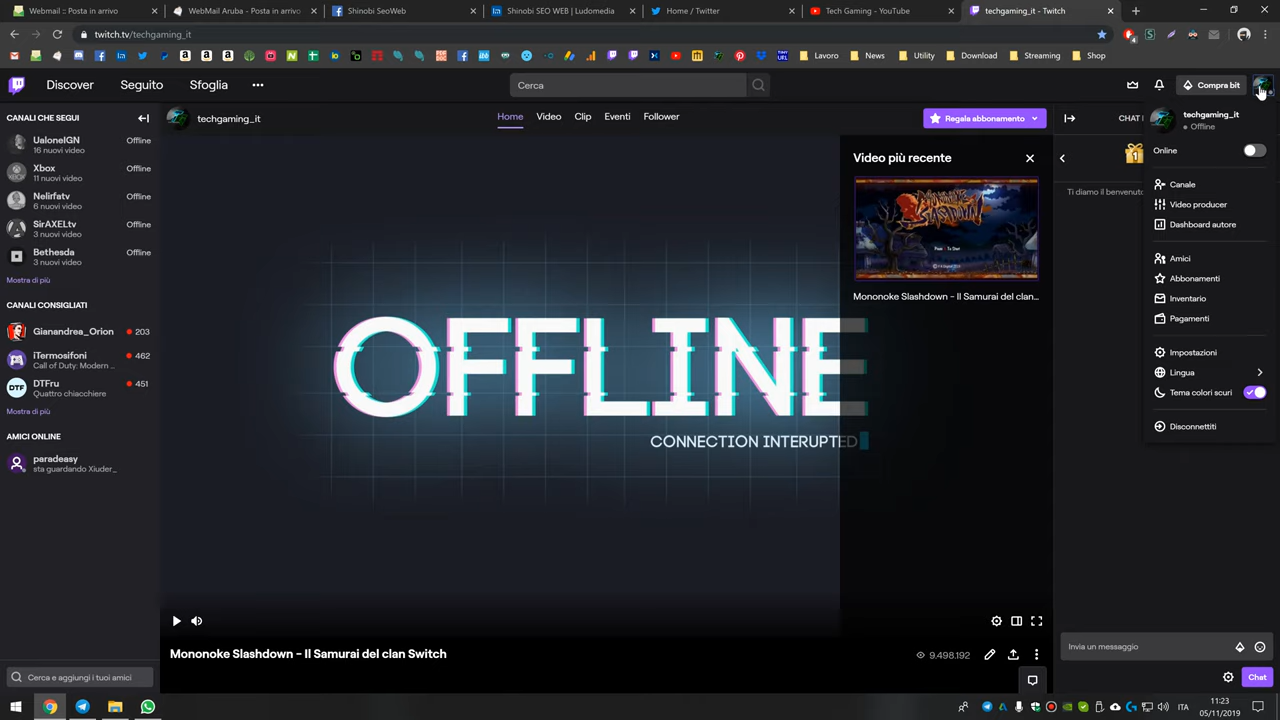 Webmail :: Posta in arrivo
WebMail Aruba - Posta in arrivo
Shinobi SeoWeb
Shinobi SEO WEB | Ludomedia
Home / Twitter
Tech Gaming - YouTube
techgaming_it - Twitch
twitch.tv/techgaming_it
Lavoro
News
Utility
Download
Streaming
Shop
Discover
Seguito
Sfoglia
Cerca
Compra bit
CANALI CHE SEGUI
UaloneIGN
Offline
16 nuovi video
Xbox
Offline
11 nuovi video
Nelirfatv
Offline
6 nuovi video
SirAXELtv
Offline
3 nuovi video
Bethesda
Offline
3 nuovi video
Mostra di più
CANALI CONSIGLIATI
Gianandrea_Orion
203
iTermosifoni
462
Call of Duty: Modern ...
DTFru
451
Quattro chiacchiere
Mostra di più
AMICI ONLINE
paradeasy
sta guardando Xiuder_
Cerca e aggiungi i tuoi amici
techgaming_it
Home
Video
Clip
Eventi
Follower
Regala abbonamento
OFFLINE
CONNECTION INTERUPTED
Video più recente
MONONOKE
SLASHDOWN
Mononoke Slashdown - Il Samurai del clan...
Mononoke Slashdown - Il Samurai del clan Switch
9.498.192
CHAT
Ti diamo il benvenuto
techgaming_it
Offline
Online
Canale
Video producer
Dashboard autore
Amici
Abbonamenti
Inventario
Pagamenti
Impostazioni
Lingua
Tema colori scuri
Disconnettiti
Invia un messaggio
Chat
ITA
11:23
05/11/2019